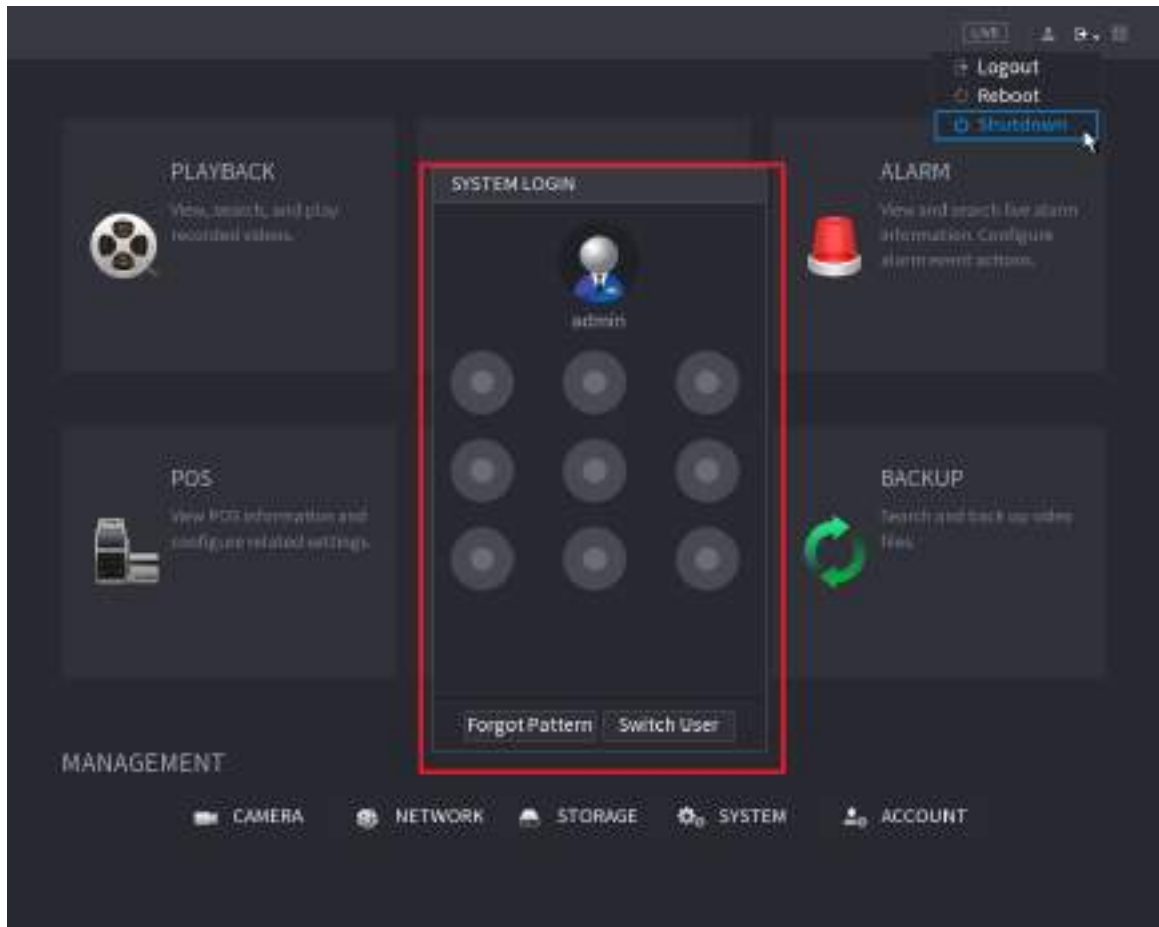 LIVE
Logout
Reboot
Shutdown
PLAYBACK
View, search, and play
recorded videos.
SYSTEM LOGIN
admin
Forgot Pattern
Switch User
ALARM
View and search live alarm
information. Configure
alarm event actions.
POS
View POS information and
configure related settings.
BACKUP
Search and back up video
files.
MANAGEMENT
CAMERA
NETWORK
STORAGE
SYSTEM
ACCOUNT